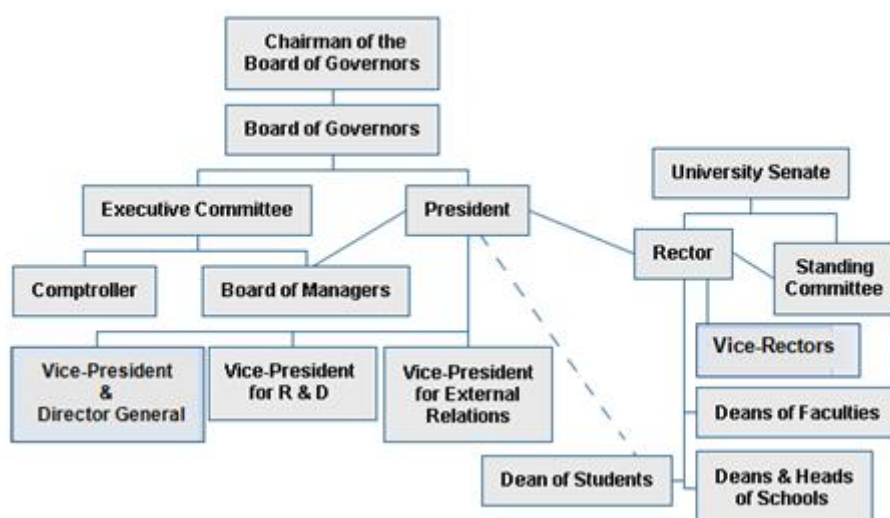 Chairman of the
Board of Governors
Board of Governors
University Senate
Executive Committee
President
Rector
Standing
Committee
Comptroller
Board of Managers
Vice-Rectors
Vice-President
&
Director General
Vice-President
for R & D
Vice-President
for External
Relations
Deans of Faculties
Dean of Students
Deans & Heads
of Schools